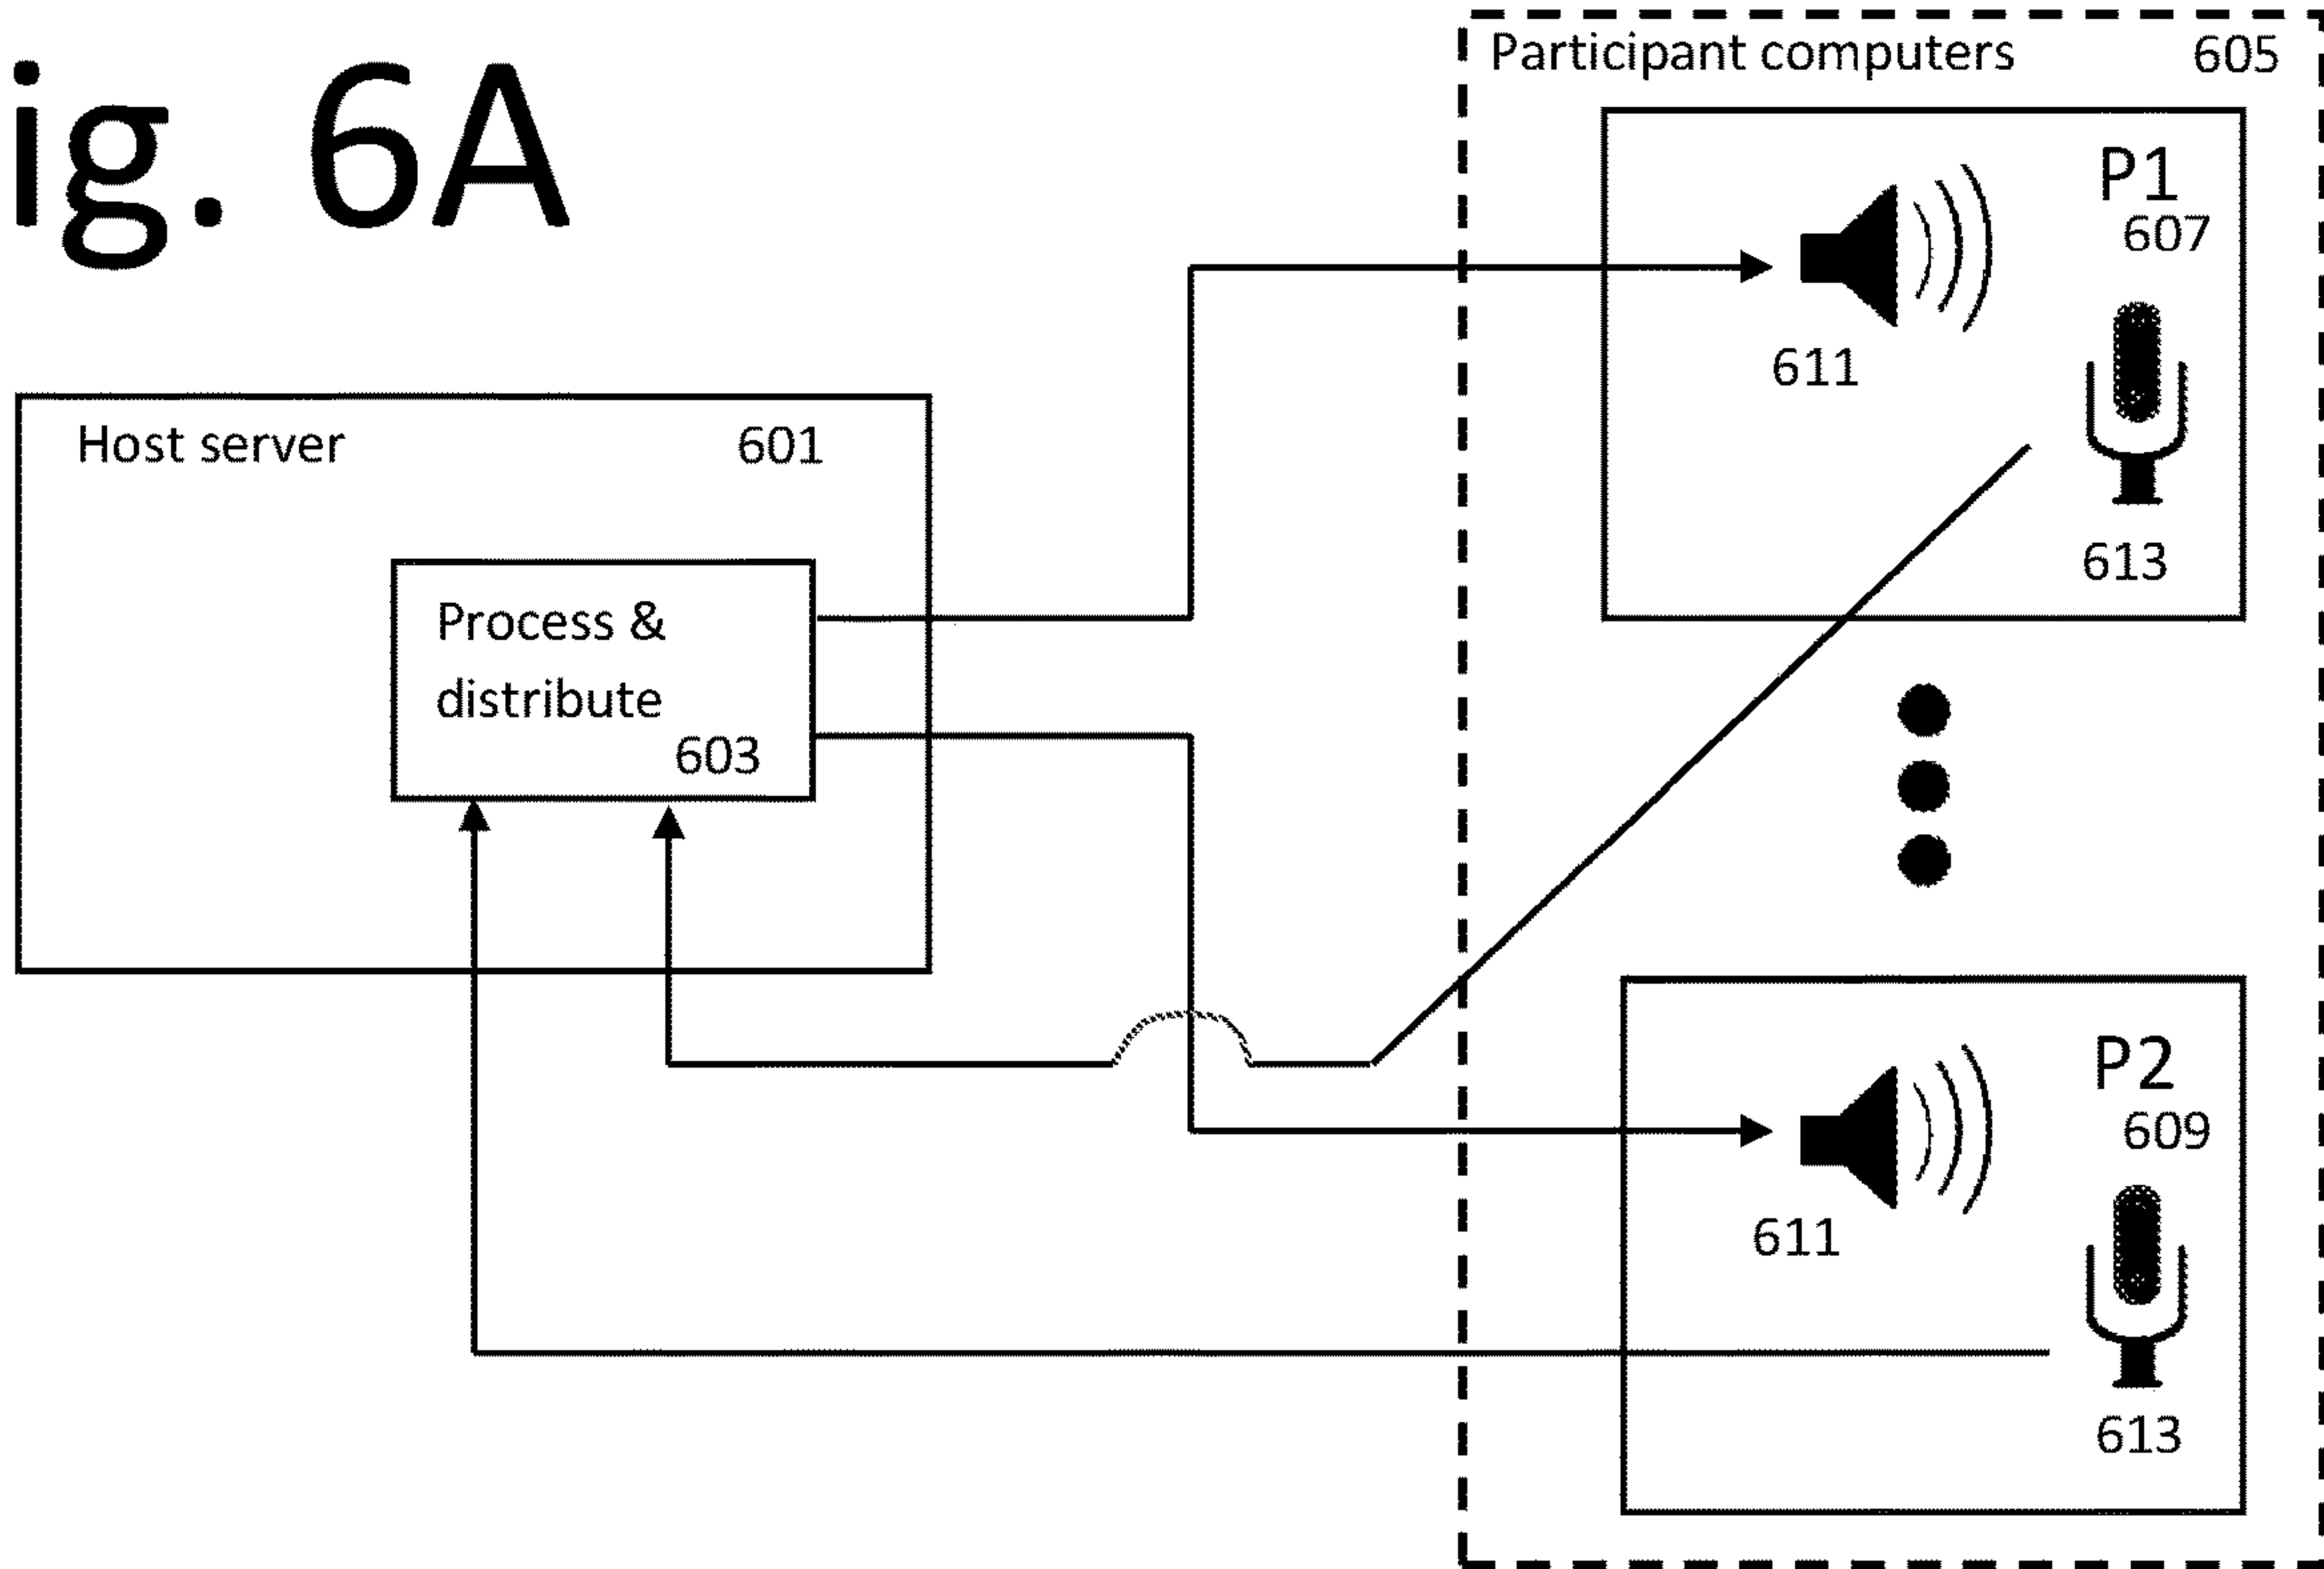 ig. 6A
Participant computers 605
P1
607
611
613
Host server 601
Process &
distribute
603
P2
609
611
613